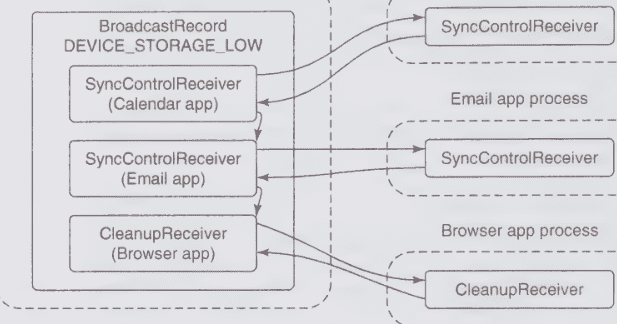 BroadcastRecord
DEVICE_STORAGE_LOW
SyncControlReceiver
(Calendar app)
SyncControlReceiver
(Email app)
CleanupReceiver
(Browser app)
SyncControlReceiver
Email app process
SyncControlReceiver
Browser app process
CleanupReceiver